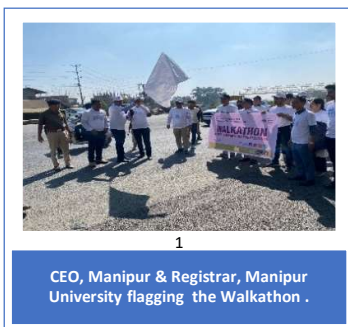 WALKATHON
1
CEO, Manipur & Registrar, Manipur
University flagging the Walkathon .